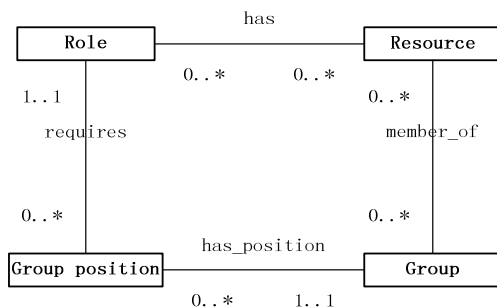 has
Role
Resource
0..*
0..*
1..1
0..*
requires
member_of
0..*
0..*
has_position
Group position
Group
0..*
1..1